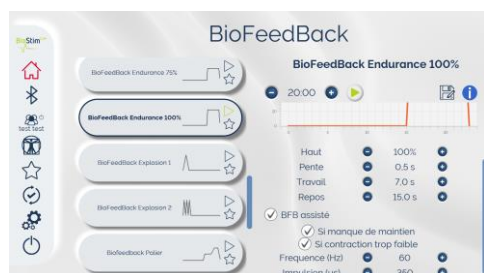 BioStim
BioFeedBack
test test
BioFeedBack Endurance 75%
BioFeedBack Endurance 100%
BioFeedBack Explosion 1
BioFeedBack Explosion 2
Biofeedback Palier
BioFeedBack Endurance 100%
20:00
Haut 100%
Pente 0,5 s
Travail 7,0 s
Repos 15,0 s
BFB assisté
Si manque de maintien
Si contraction trop faible
Frequence (Hz) 60
Impulsion (µs) 350